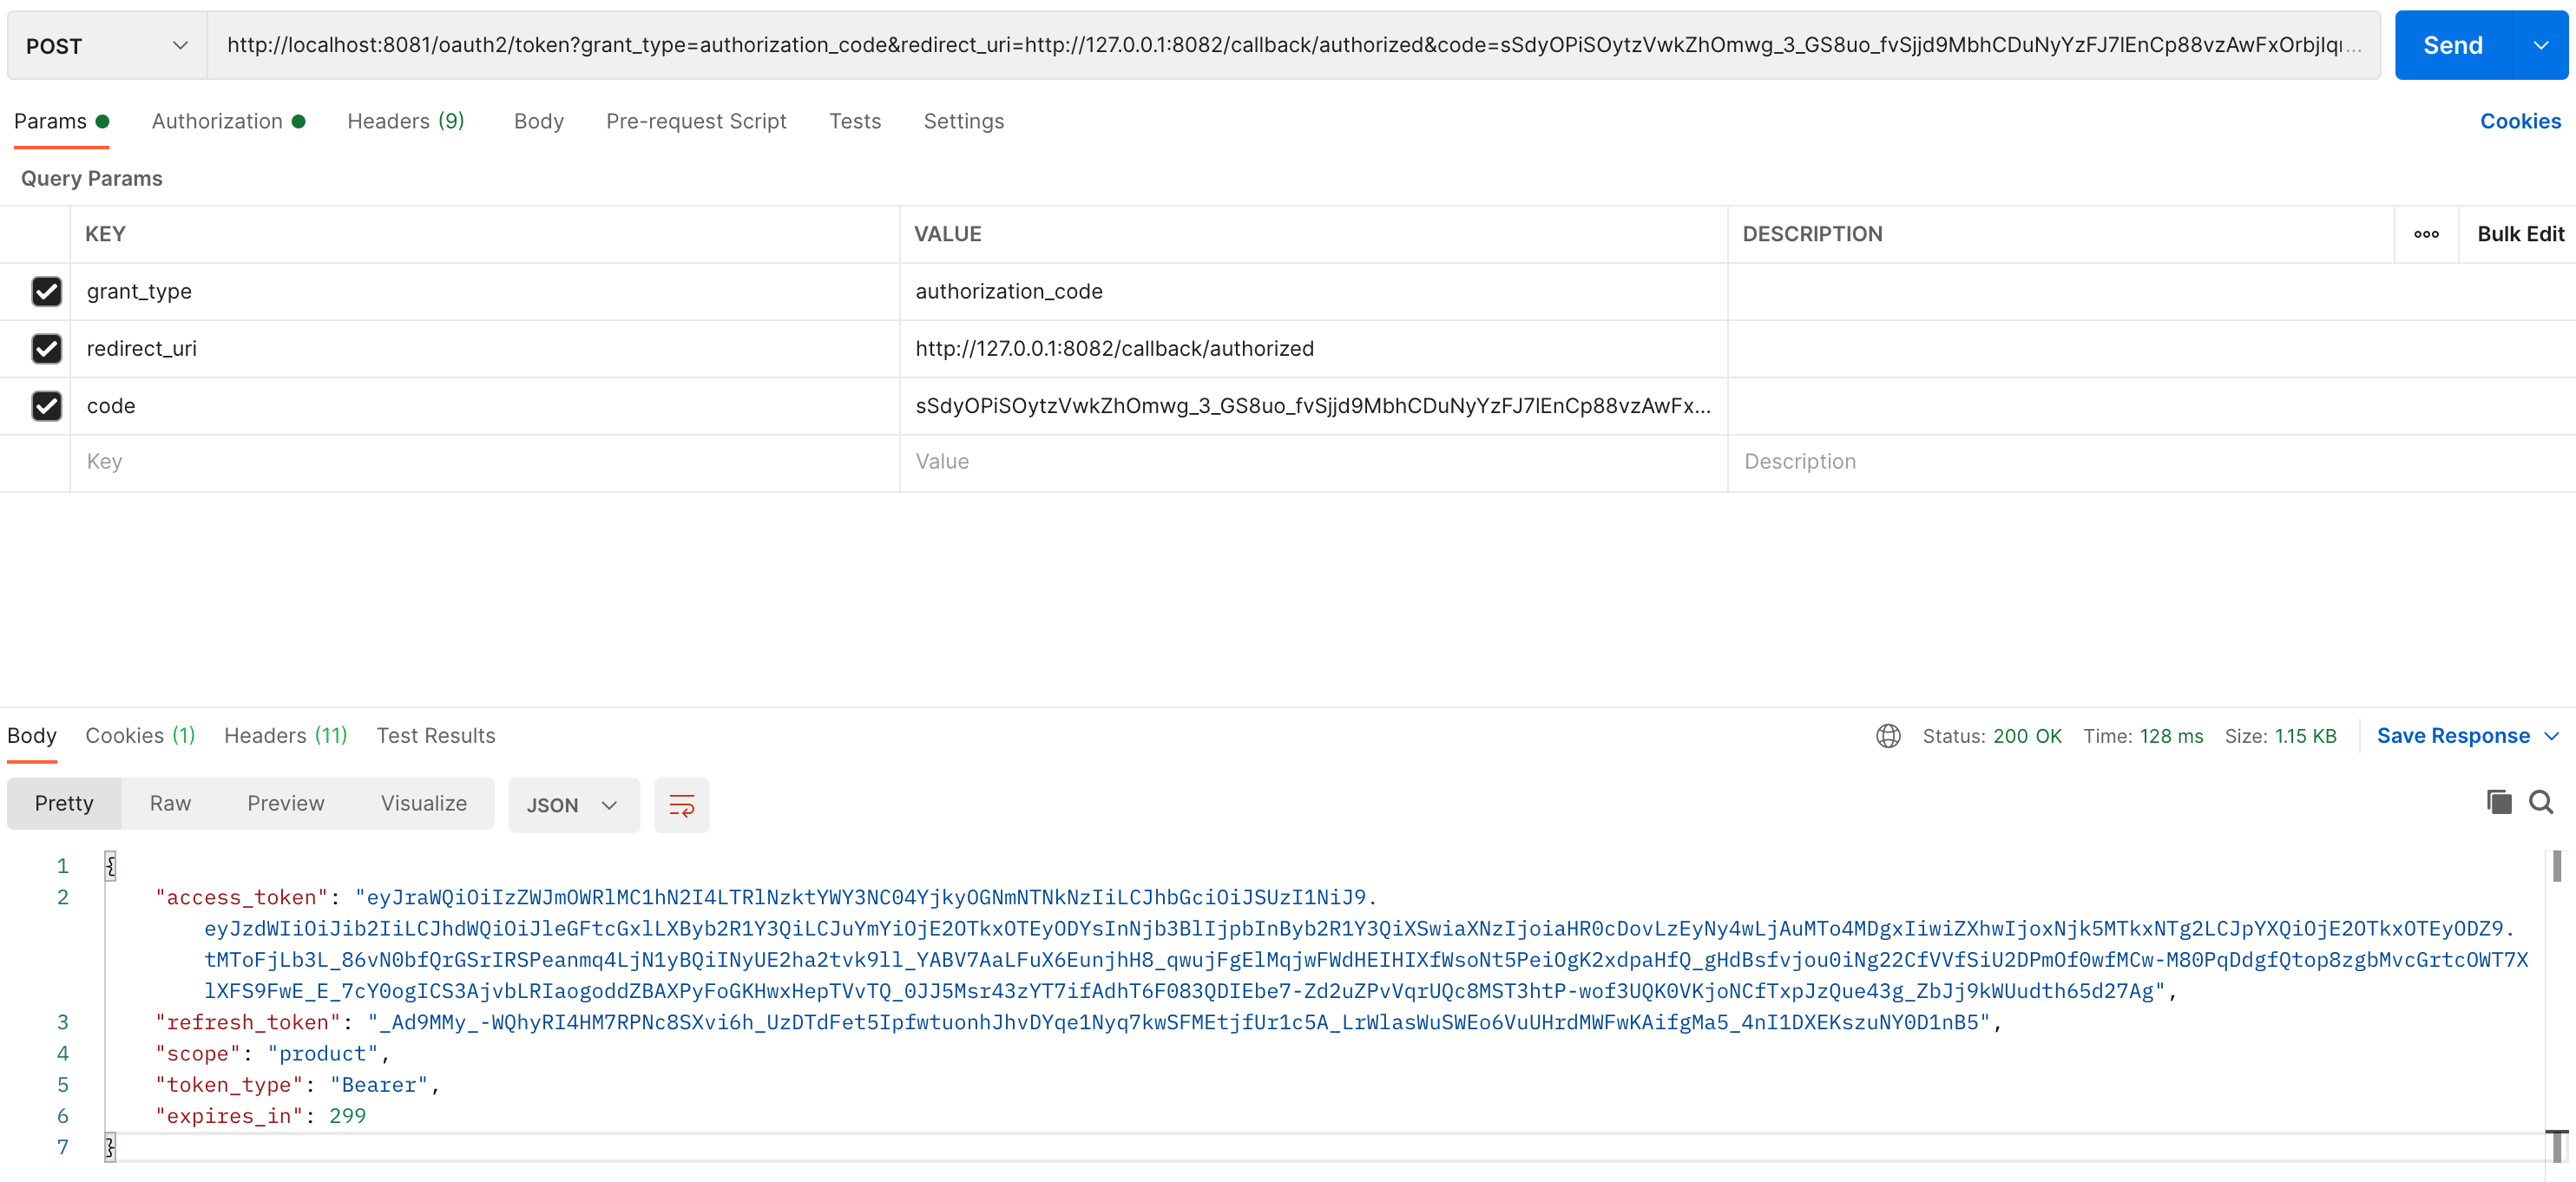 POST
http://localhost:8081/oauth2/token?grant_type=authorization_code&redirect_uri=http://127.0.0.1:8082/callback/authorized&code=sSdyOPiSOytzVwkZhOmwg_3_GS8uo_fvSjjd9MbhCDuNyYzFJ7lEnCp88vzAwFxOrbjlqr...
Send
Params
Authorization
Headers (9)
Body
Pre-request Script
Tests
Settings
Cookies
Query Params
KEY
VALUE
DESCRIPTION
Bulk Edit
grant_type
authorization_code
redirect_uri
http://127.0.0.1:8082/callback/authorized
code
sSdyOPiSOytzVwkZhOmwg_3_GS8uo_fvSjjd9MbhCDuNyYzFJ7lEnCp88vzAwFx...
Key
Value
Description
Body
Cookies (1)
Headers (11)
Test Results
Status: 200 OK
Time: 128 ms
Size: 1.15 KB
Save Response
Pretty
Raw
Preview
Visualize
JSON
1 {
2 "access_token": "eyJraWQiOiIzZWJmOWRlMC1hN2I4LTRlNzktYWY3NC04YjkyOGNmNTNkNzIiLCJhbGciOiJSUzI1NiJ9.
eyJzdWIiOiJib2IiLCJhdWQiOiJleGFtcGxlLXByb2R1Y3QiLCJuYmYiOjE2OTkxOTEyODYsInNjb3BlIjpbInByb2R1Y3QiXSwiaXNzIjoiaHR0cDovLzEyNy4wLjAuMTo4MDgxIiwiZXhwIjoxNjk5MTkxNTg2LCJpYXQiOjE2OTkxOTEyODZ9.
tMToFjLb3L_86vN0bfQrGSrIRSPeanmq4LjN1yBQiINyUE2ha2tvk9ll_YABV7AaLFuX6EunjhH8_qwujFgElMqjwFWdHEIHIXfWsoNt5PeiOgK2xdpaHfQ_gHdBsfvjou0iNg22CfVVfSiU2DPmOf0wfMCw-M80PqDdgfQtop8zgbMvcGrtcOWT7X
lXFS9FwE_E_7cY0ogICS3AjvbLRIaogoddZBAXPyFoGKHwxHepTVvTQ_0JJ5Msr43zYT7ifAdhT6F083QDIEbe7-Zd2uZPvVqrUQc8MST3htP-wof3UQK0VKjoNCfTxpJzQue43g_ZbJj9kWUudth65d27Ag",
3 "refresh_token": "_Ad9MMy_-WQhyRI4HM7RPNc8SXvi6h_UzDTdFet5IpfwtuonhJhvDYqe1Nyq7kwSFMEtjfUr1c5A_LrWlasWuSWEo6VuUHrdMWFwKAifgMa5_4nI1DXEKszuNY0D1nB5",
4 "scope": "product",
5 "token_type": "Bearer",
6 "expires_in": 299
7 }